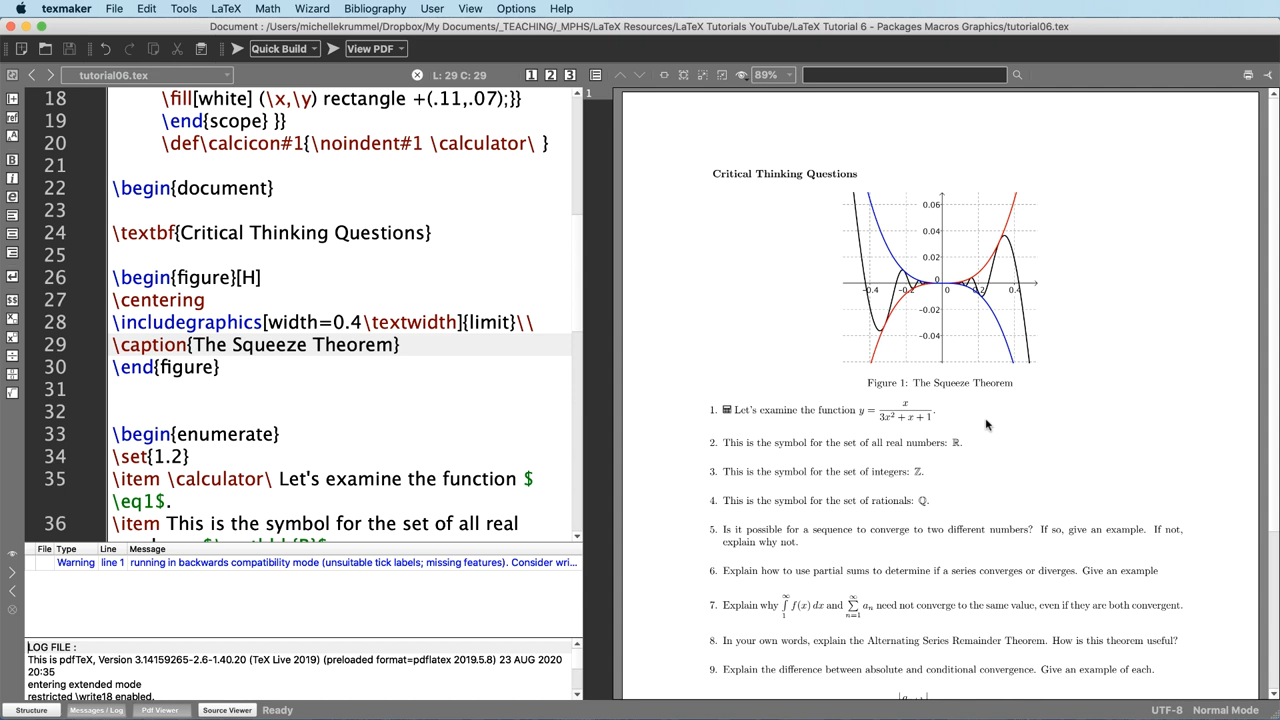 texmaker File Edit Tools LaTeX Math Wizard Bibliography User View Options Help
Document : /Users/michellekrummel/Dropbox/My Documents/_TEACHING/_MPHS/LaTeX Resources/LaTeX Tutorials YouTube/LaTeX Tutorial 6 - Packages Macros Graphics/tutorial06.tex
Quick Build View PDF
tutorial06.tex L: 29 C: 29 1 2 3 89%
18 \fill[white] (\x,\y) rectangle +(.11,.07);}}
19 \end{scope} }}
20 \def\calcicon#1{\noindent#1 \calculator\ }
21
22 \begin{document}
23
24 \textbf{Critical Thinking Questions}
25
26 \begin{figure}[H]
27 \centering
28 \includegraphics[width=0.4\textwidth]{limit}\\
29 \caption{The Squeeze Theorem}
30 \end{figure}
31
32
33 \begin{enumerate}
34 \set{1.2}
35 \item \calculator\ Let's examine the function $
\eq1$.
36 \item This is the symbol for the set of all real
File Type Line Message
Warning line 1 running in backwards compatibility mode (unsuitable tick labels; missing features). Consider wri...
LOG FILE :
This is pdfTeX, Version 3.14159265-2.6-1.40.20 (TeX Live 2019) (preloaded format=pdflatex 2019.5.8) 23 AUG 2020
20:35
entering extended mode
restricted \write18 enabled.
Structure Messages / Log Pdf Viewer Source Viewer Ready
1
Critical Thinking Questions
0.06
0.04
0.02
0
-0.4 -0.2 0 0.2 0.4
-0.02
-0.04
Figure 1: The Squeeze Theorem
1. Let's examine the function y = x / (3x² + x + 1).
2. This is the symbol for the set of all real numbers: ℝ.
3. This is the symbol for the set of integers: ℤ.
4. This is the symbol for the set of rationals: ℚ.
5. Is it possible for a sequence to converge to two different numbers? If so, give an example. If not,
explain why not.
6. Explain how to use partial sums to determine if a series converges or diverges. Give an example
7. Explain why ∫₁^∞ f(x) dx and ∑_{n=1}^∞ aₙ need not converge to the same value, even if they are both convergent.
8. In your own words, explain the Alternating Series Remainder Theorem. How is this theorem useful?
9. Explain the difference between absolute and conditional convergence. Give an example of each.
UTF-8 Normal Mode